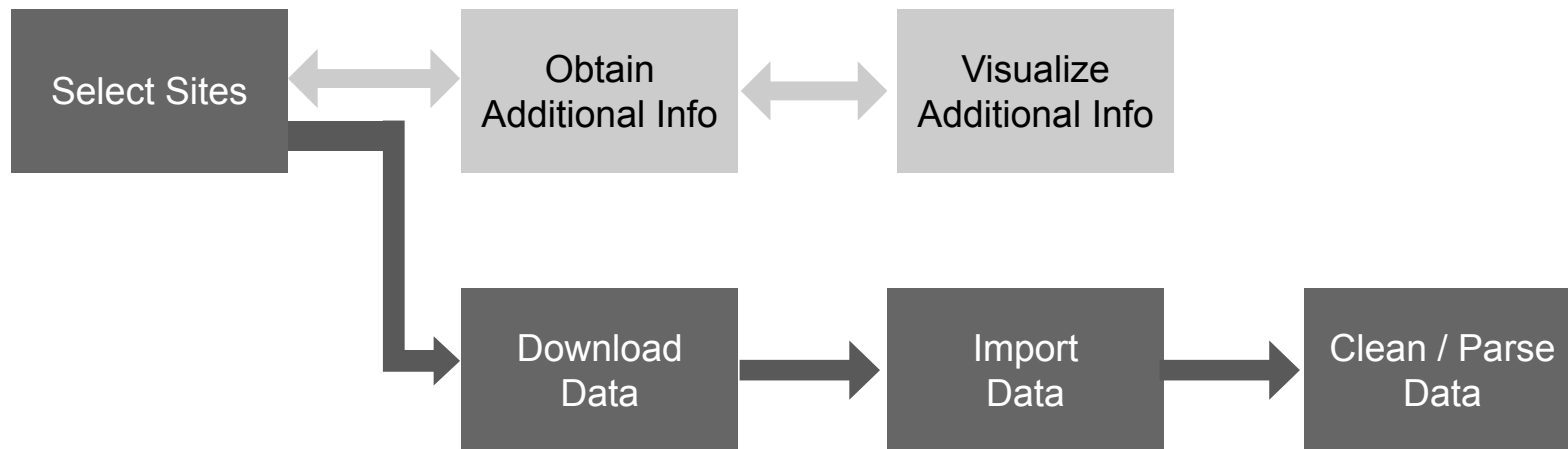 Select Sites
Obtain
Additional Info
Visualize
Additional Info
Download
Data
Import
Data
Clean / Parse
Data